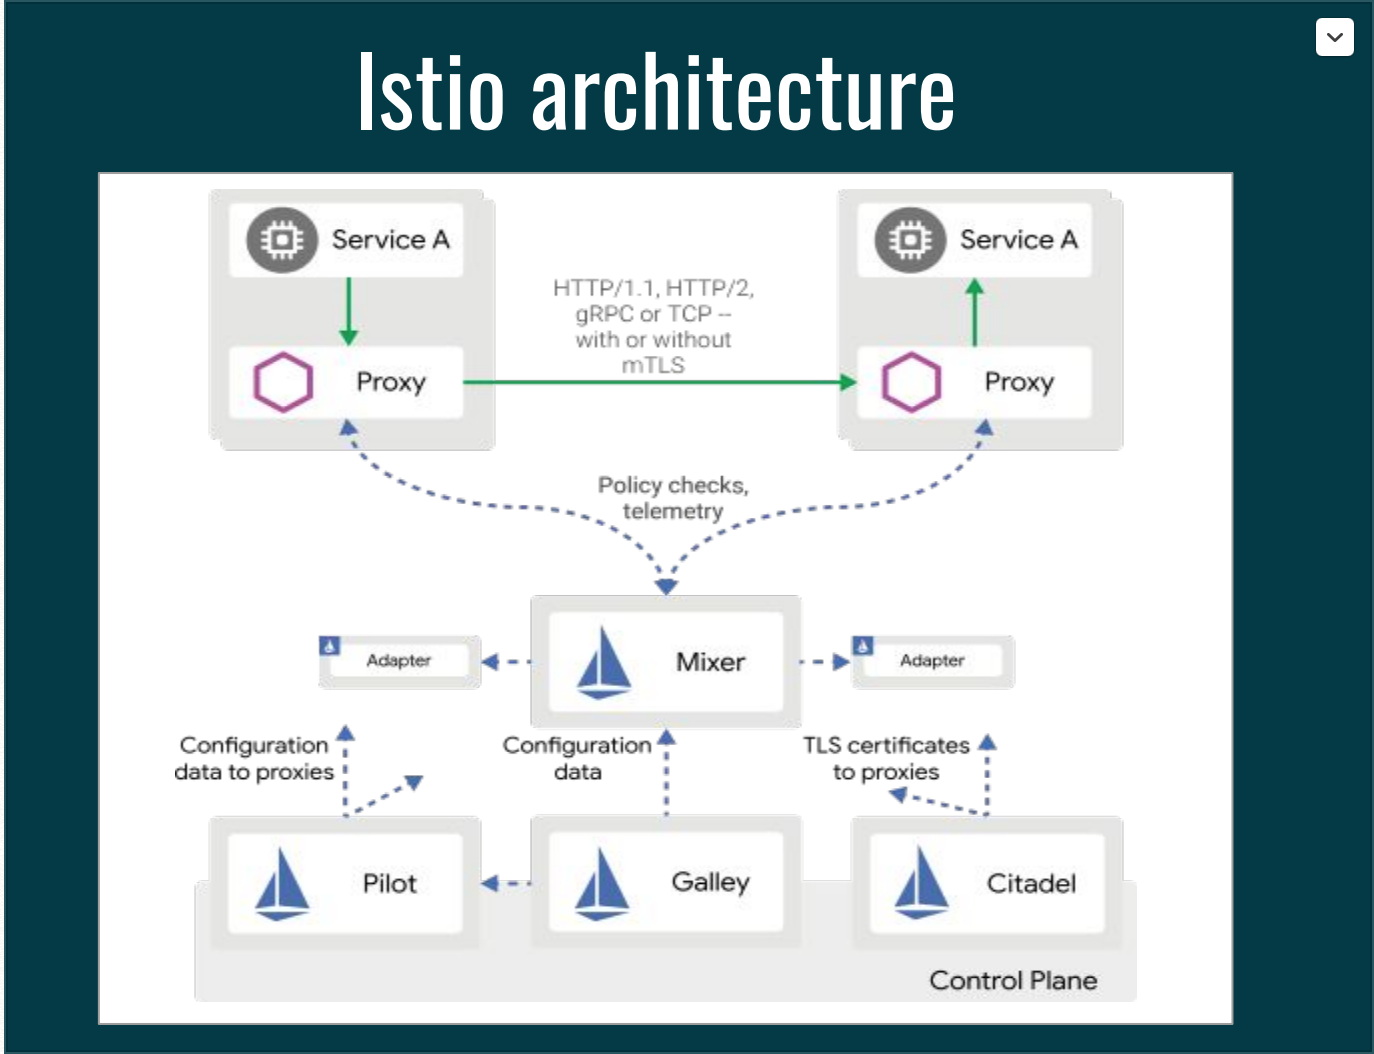 Istio architecture
Service A
Service A
HTTP/1.1, HTTP/2,
gRPC or TCP --
with or without
mTLS
Proxy
Proxy
Policy checks,
telemetry
Adapter
Mixer
Adapter
Configuration
data to proxies
Configuration
data
TLS certificates
to proxies
Pilot
Galley
Citadel
Control Plane